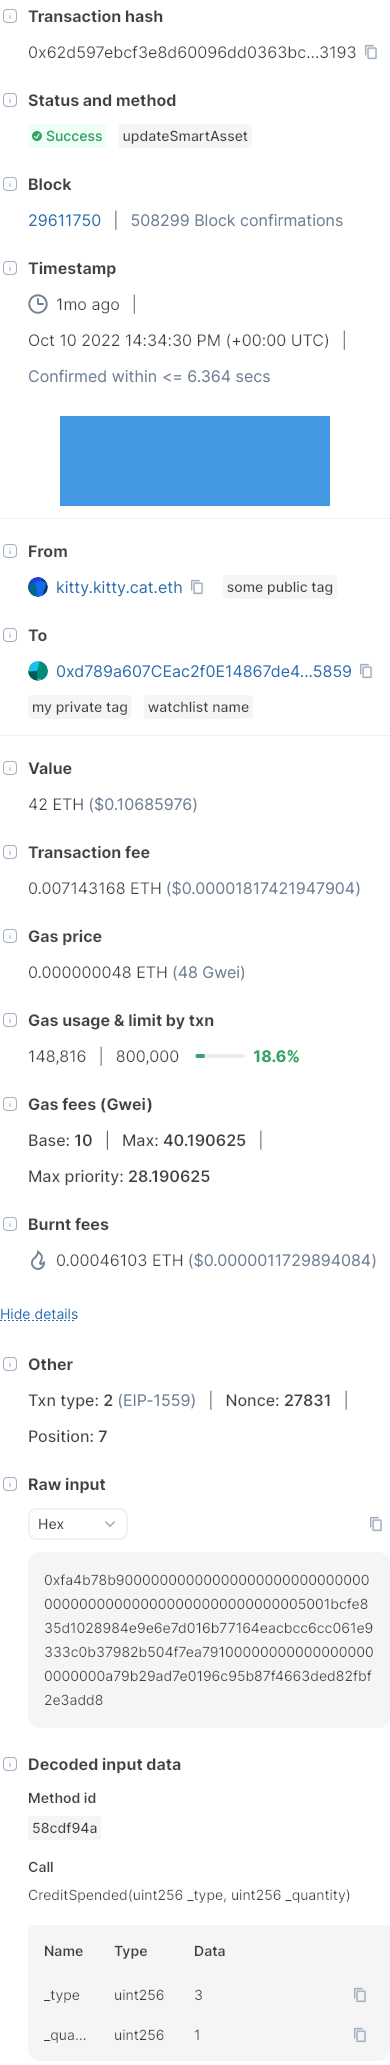 Transaction hash
0x62d597ebcf3e8d60096dd0363bc...3193
Status and method
Success updateSmartAsset
Block
29611750 | 508299 Block confirmations
Timestamp
1mo ago |
Oct 10 2022 14:34:30 PM (+00:00 UTC) |
Confirmed within <= 6.364 secs
From
kitty.kitty.cat.eth some public tag
To
0xd789a607CEac2f0E14867de4...5859
my private tag watchlist name
Value
42 ETH ($0.10685976)
Transaction fee
0.007143168 ETH ($0.00001817421947904)
Gas price
0.000000048 ETH (48 Gwei)
Gas usage & limit by txn
148,816 | 800,000 18.6%
Gas fees (Gwei)
Base: 10 | Max: 40.190625 |
Max priority: 28.190625
Burnt fees
0.00046103 ETH ($0.0000011729894084)
Hide details
Other
Txn type: 2 (EIP-1559) | Nonce: 27831 |
Position: 7
Raw input
Hex
0xfa4b78b90000000000000000000000000000
00000000000000000000000000005001bcfe8
35d1028984e9e6e7d016b77164eacbcc6cc061e9
333c0b37982b504f7ea791000000000000000000
0000000a79b29ad7e0196c95b87f4663ded82fbf
2e3add8
Decoded input data
Method id
58cdf94a
Call
CreditSpended(uint256 _type, uint256 _quantity)
Name Type Data
_type uint256 3
_qua... uint256 1